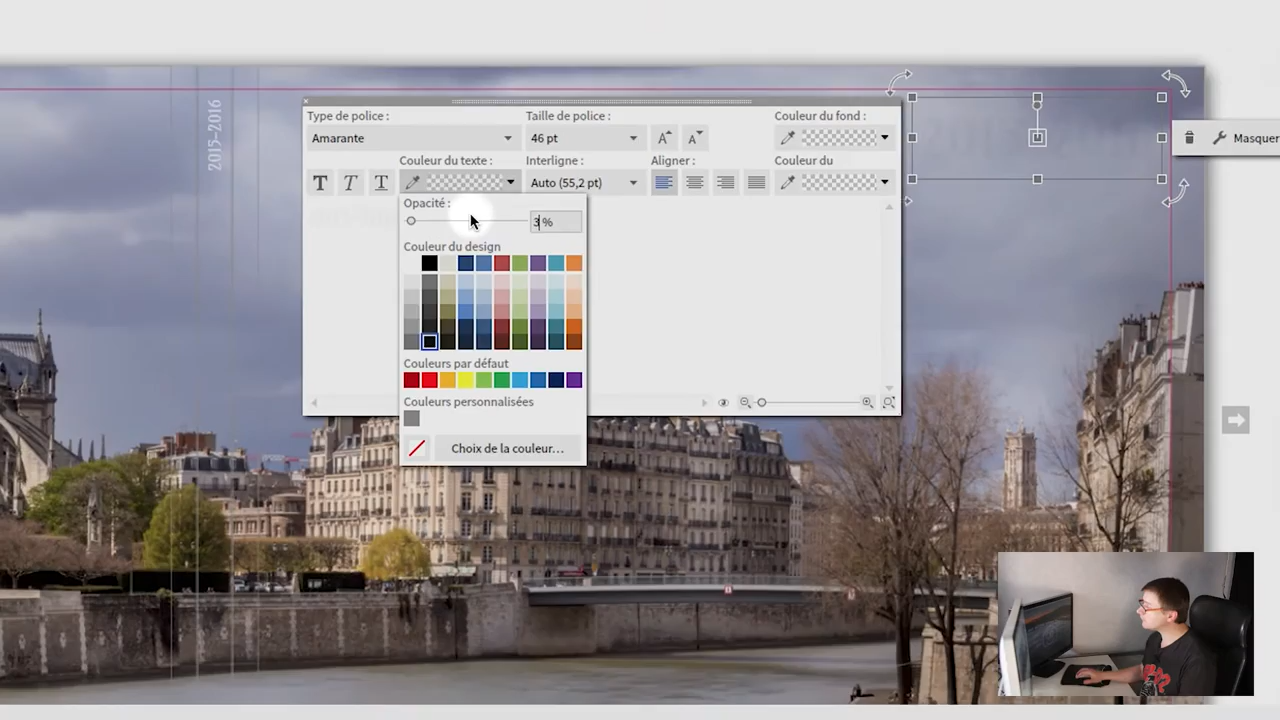 2015-2016
Type de police :
Taille de police :
Couleur du fond :
Amarante
46 pt
A A
Masquer
Couleur du texte :
Interligne :
Aligner :
Couleur du
T T T
Auto (55,2 pt)
Opacité :
3 %
Couleur du design
Couleurs par défaut
Couleurs personnalisées
Choix de la couleur...